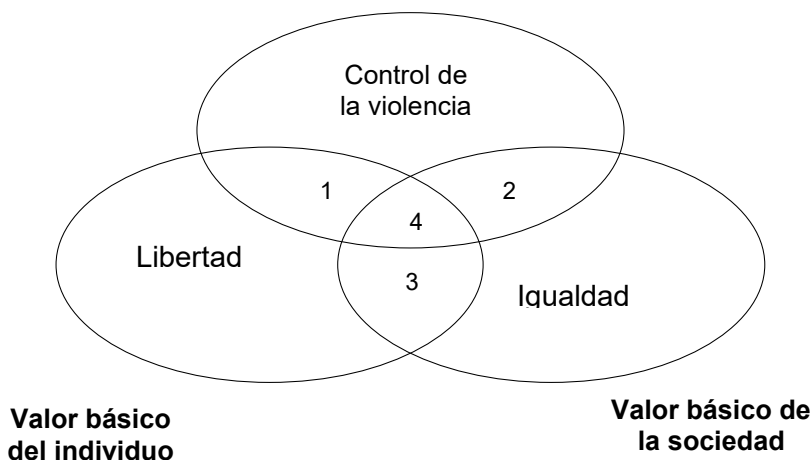 Control de
la violencia
1
2
4
Libertad
3
Igualdad
Valor básico
del individuo
Valor básico de
la sociedad